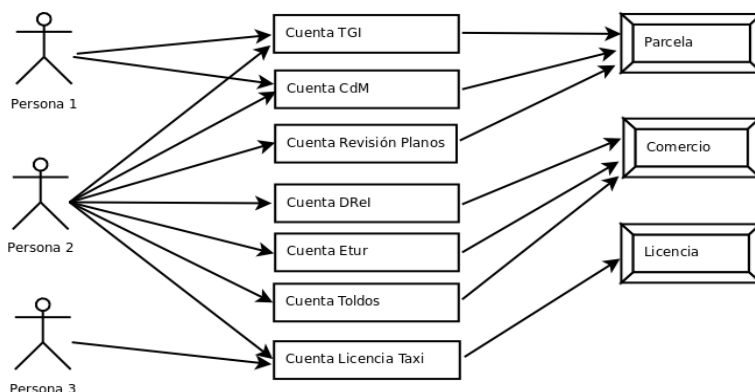 Cuenta TGI
Parcela
Persona 1
Cuenta CdM
Cuenta Revisión Planos
Comercio
Cuenta DReI
Persona 2
Cuenta Etur
Licencia
Cuenta Toldos
Cuenta Licencia Taxi
Persona 3